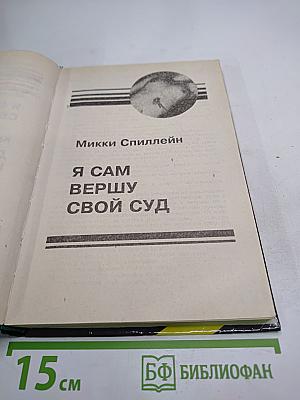 Микки Спиллейн
Я САМ
ВЕРШУ
СВОЙ СУД
15 см
БФ БИБЛИОФАН